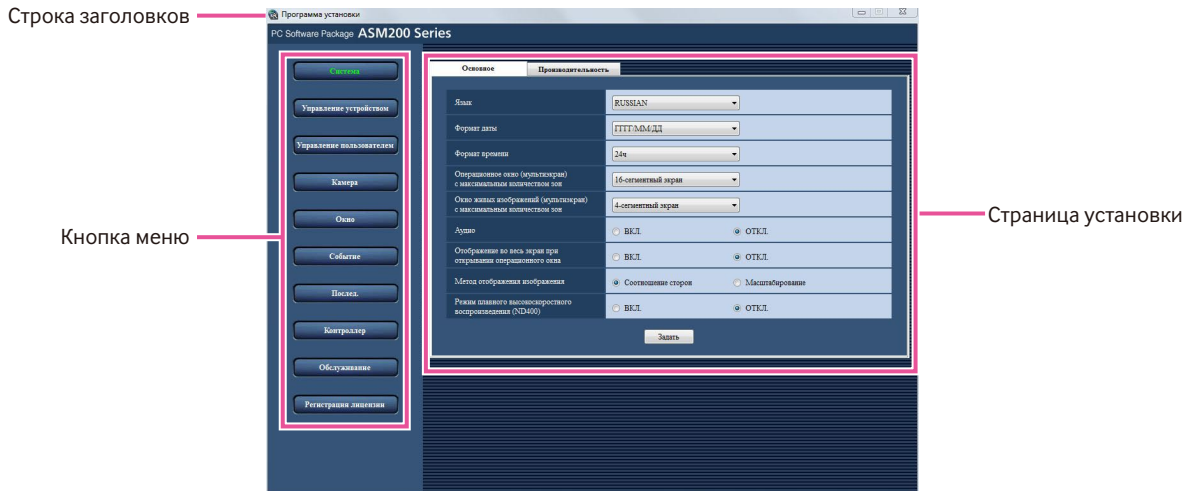 Строка заголовков
Программа установки
PC Software Package ASM200 Series
Кнопка меню
Система
Управление устройством
Управление пользователем
Камера
Окно
Событие
Послед.
Контроллер
Обслуживание
Регистрация лицензии
Основное
Производительность
Язык
RUSSIAN
Формат даты
ГГГГ/ММ/ДД
Формат времени
24ч
Операционное окно (мультиэкран)
с максимальным количеством зон
16-сегментный экран
Окно живых изображений (мультиэкран)
с максимальным количеством зон
4-сегментный экран
Аудио
ВКЛ.
ОТКЛ.
Отображение во весь экран при
открывании операционного окна
ВКЛ.
ОТКЛ.
Метод отображения изображения
Соотношение сторон
Масштабирование
Режим плавного высокоскоростного
воспроизведения (ND400)
ВКЛ.
ОТКЛ.
Задать
Страница установки